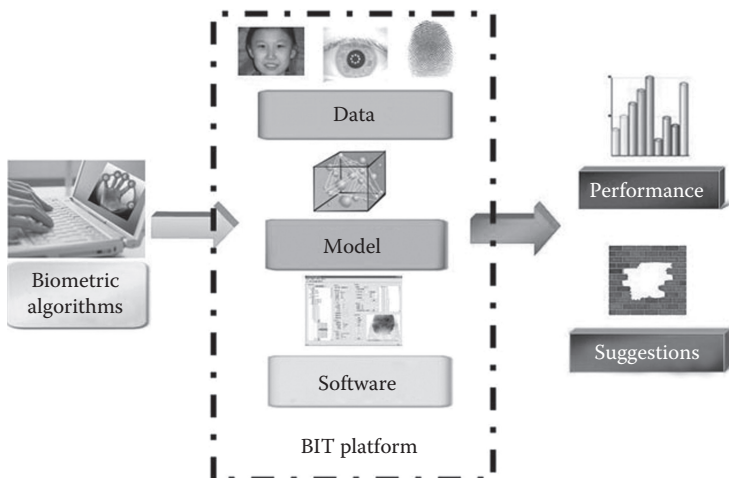 Data
Model
Software
BIT platform
Biometric
algorithms
Performance
Suggestions